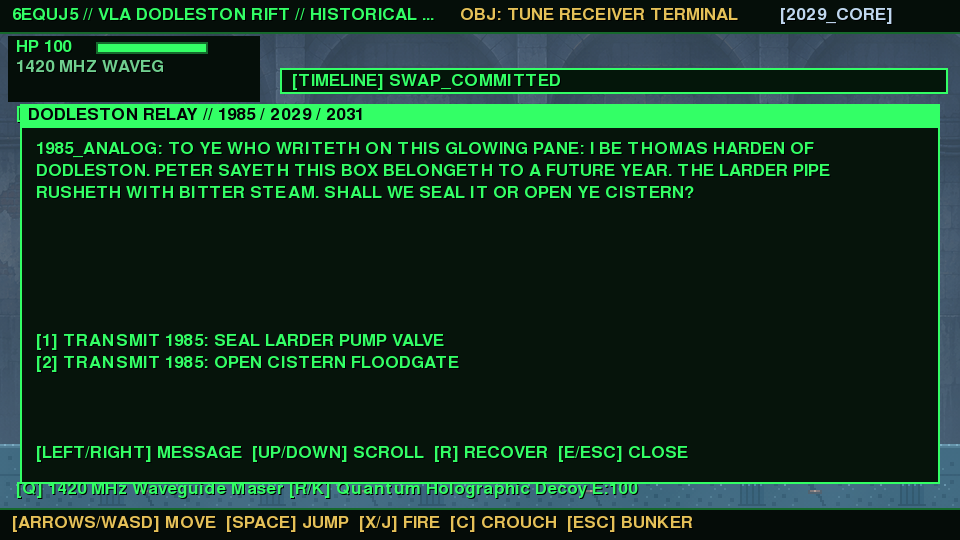 6EQUJ5 // VLA DODLESTON RIFT // HISTORICAL ... OBJ: TUNE RECEIVER TERMINAL [2029_CORE]
HP 100
1420 MHZ WAVEG
[TIMELINE] SWAP_COMMITTED
DODLESTON RELAY // 1985 / 2029 / 2031
1985_ANALOG: TO YE WHO WRITETH ON THIS GLOWING PANE: I BE THOMAS HARDEN OF
DODLESTON. PETER SAYETH THIS BOX BELONGETH TO A FUTURE YEAR. THE LARDER PIPE
RUSHETH WITH BITTER STEAM. SHALL WE SEAL IT OR OPEN YE CISTERN?
[1] TRANSMIT 1985: SEAL LARDER PUMP VALVE
[2] TRANSMIT 1985: OPEN CISTERN FLOODGATE
[LEFT/RIGHT] MESSAGE [UP/DOWN] SCROLL [R] RECOVER [E/ESC] CLOSE
[Q] 1420 MHz Waveguide Maser [R/K] Quantum Holographic Decoy E:100
[ARROWS/WASD] MOVE [SPACE] JUMP [X/J] FIRE [C] CROUCH [ESC] BUNKER